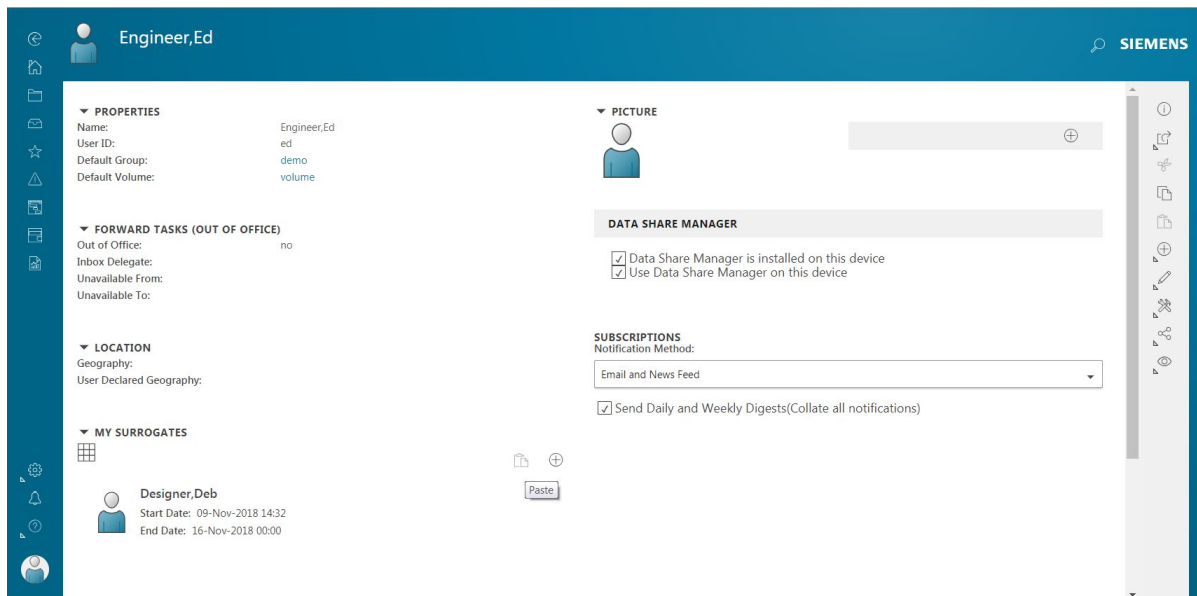 Engineer,Ed
SIEMENS
PROPERTIES
Name: Engineer,Ed
User ID: ed
Default Group: demo
Default Volume: volume
FORWARD TASKS (OUT OF OFFICE)
Out of Office: no
Inbox Delegate:
Unavailable From:
Unavailable To:
LOCATION
Geography:
User Declared Geography:
MY SURROGATES
Paste
Designer,Deb
Start Date: 09-Nov-2018 14:32
End Date: 16-Nov-2018 00:00
PICTURE
DATA SHARE MANAGER
Data Share Manager is installed on this device
Use Data Share Manager on this device
SUBSCRIPTIONS
Notification Method:
Email and News Feed
Send Daily and Weekly Digests(Collate all notifications)